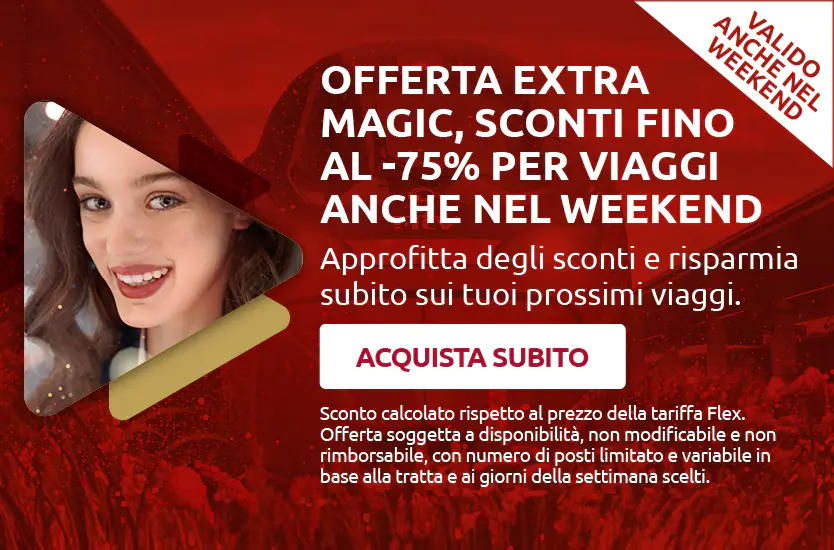 VALIDO
ANCHE NEL
WEEKEND
OFFERTA EXTRA
MAGIC, SCONTI FINO
AL -75% PER VIAGGI
ANCHE NEL WEEKEND
Approfitta degli sconti e risparmia
subito sui tuoi prossimi viaggi.
ACQUISTA SUBITO
Sconto calcolato rispetto al prezzo della tariffa Flex.
Offerta soggetta a disponibilità, non modificabile e non
rimborsabile, con numero di posti limitato e variabile in
base alla tratta e ai giorni della settimana scelti.